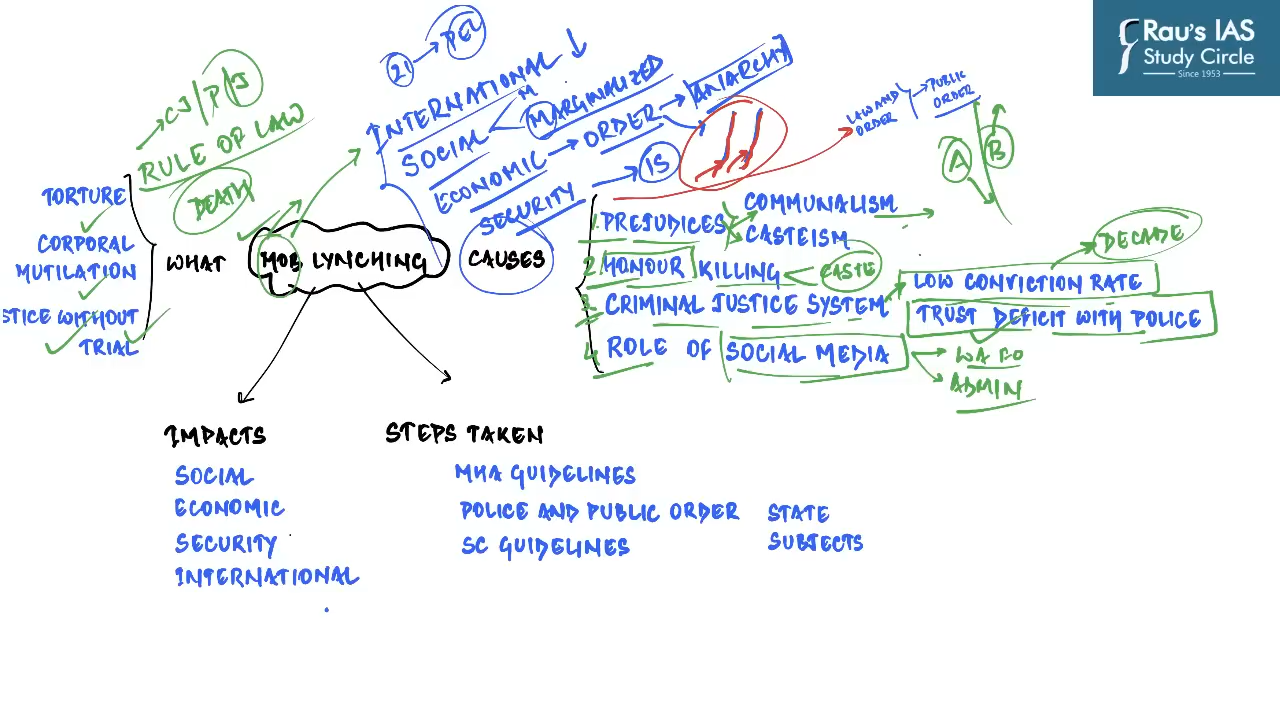 Rau's IAS
Study Circle
Since 1953
21 → PEL
INTERNATIONAL ↓
SOCIAL
M
MARGINALIZED
ECONOMIC → ORDER → ANARCHY
SECURITY → IS
LAW AND
ORDER
PUBLIC
ORDER
A
B
CJ/P/J
RULE OF LAW
DEATH
TORTURE
CORPORAL
MUTILATION
STICE WITHOUT
TRIAL
WHAT
MOB LYNCHING
CAUSES
1. PREJUDICES
COMMUNALISM
CASTEISM
2. HONOUR KILLING
CASTE
3. CRIMINAL JUSTICE SYSTEM
LOW CONVICTION RATE
DECADE
TRUST DEFICIT WITH POLICE
4. ROLE OF SOCIAL MEDIA
ADMIN
IMPACTS
SOCIAL
ECONOMIC
SECURITY
INTERNATIONAL
STEPS TAKEN
MHA GUIDELINES
POLICE AND PUBLIC ORDER
STATE
SUBJECTS
SC GUIDELINES